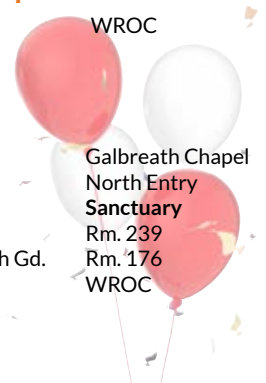 WROC
Galbreath Chapel
North Entry
Sanctuary
Rm. 239
h Gd. Rm. 176
WROC